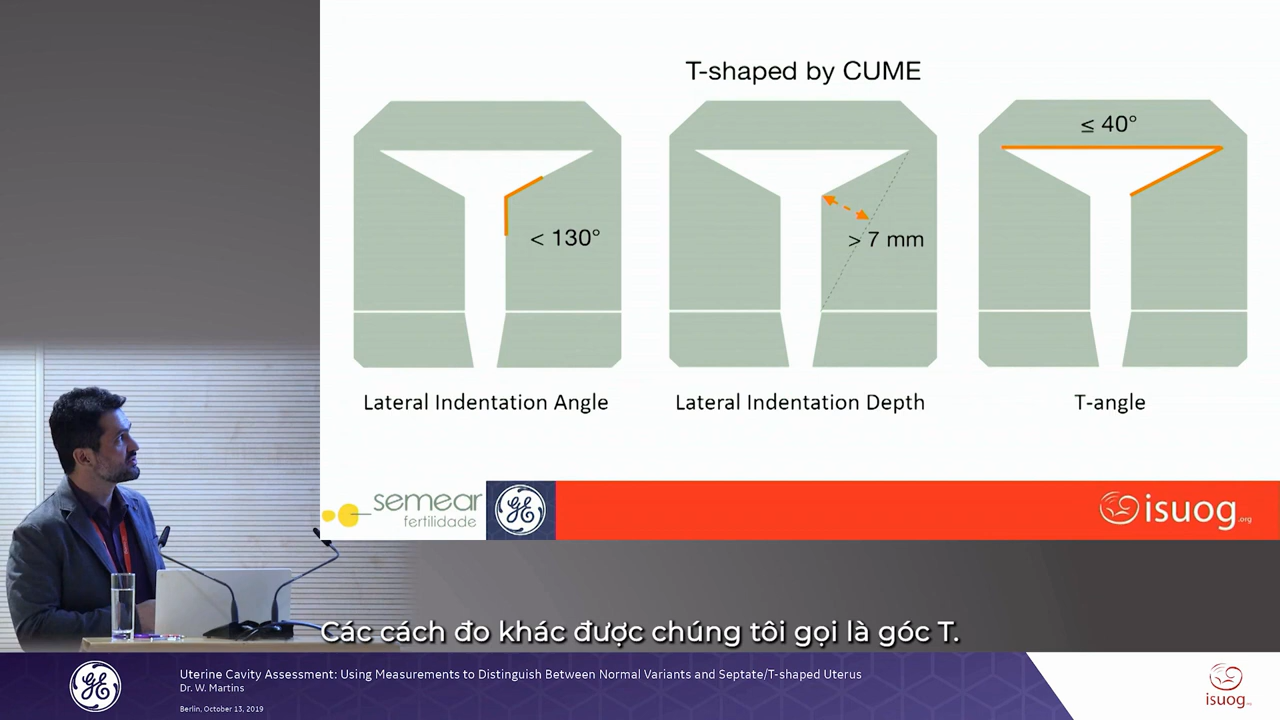 T-shaped by CUME
≤ 40°
< 130°
> 7 mm
Lateral Indentation Angle
Lateral Indentation Depth
T-angle
semear
fertilidade
GE
isuog.org
Các cách đo khác được chúng tôi gọi là góc T.
GE
Uterine Cavity Assessment: Using Measurements to Distinguish Between Normal Variants and Septate/T-shaped Uterus
Dr. W. Martins
Berlin, October 13, 2019
isuog.org